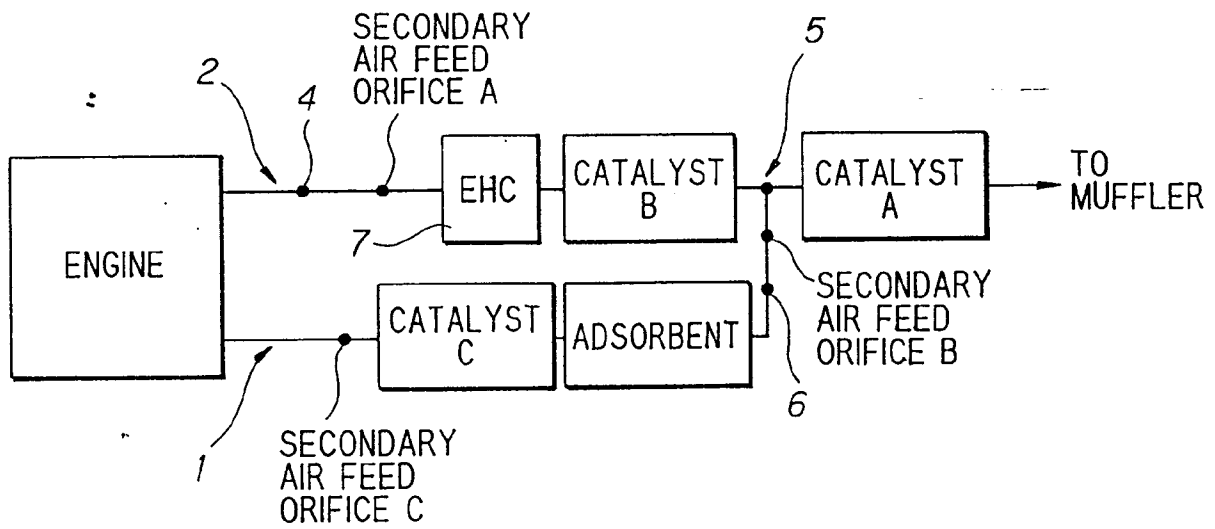 SECONDARY
AIR FEED
ORIFICE A
2
4
5
ENGINE
EHC
7
CATALYST
B
CATALYST
A
TO
MUFFLER
CATALYST
C
ADSORBENT
SECONDARY
AIR FEED
ORIFICE B
6
1
SECONDARY
AIR FEED
ORIFICE C